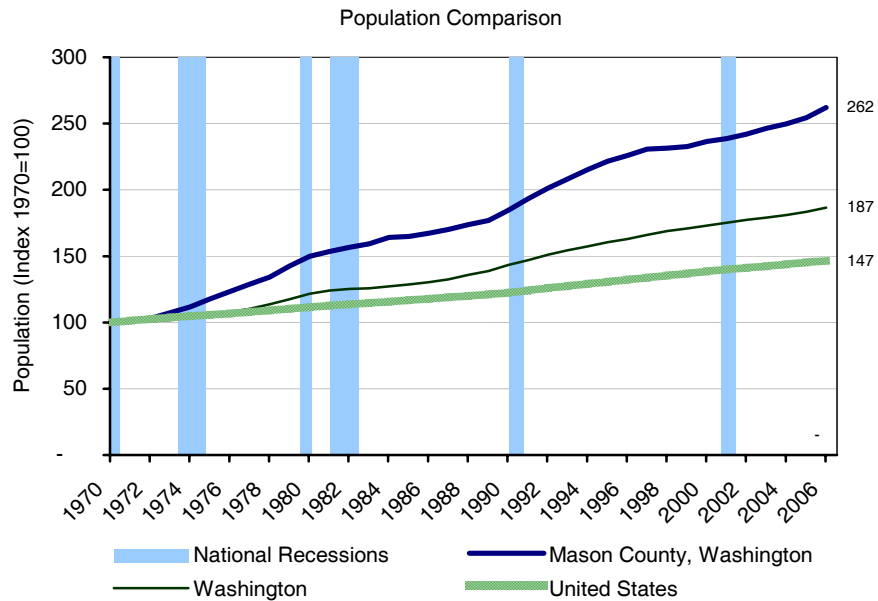 Population Comparison
Population (Index 1970=100)
300
250
200
150
100
50
-
262
187
147
-
1970 1972 1974 1976 1978 1980 1982 1984 1986 1988 1990 1992 1994 1996 1998 2000 2002 2004 2006
National Recessions Mason County, Washington
Washington United States